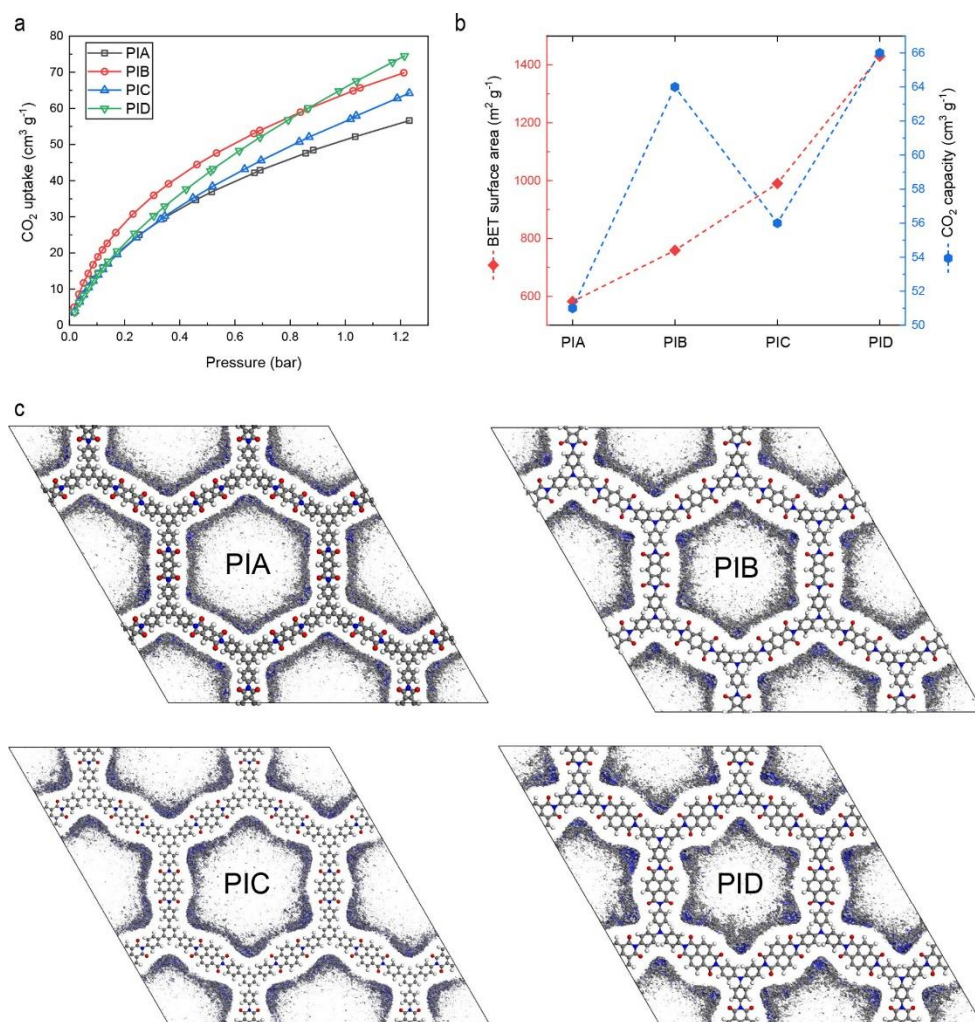 a
PIA
PIB
PIC
PID
CO₂ uptake (cm³ g⁻¹)
80
70
60
50
40
30
20
10
0
0.0 0.2 0.4 0.6 0.8 1.0 1.2
Pressure (bar)
b
BET surface area (m² g⁻¹)
1400
1200
1000
800
600
PIA PIB PIC PID
66
64
62
60
58
56
54
52
50
CO₂ capacity (cm³ g⁻¹)
c
PIA
PIB
PIC
PID